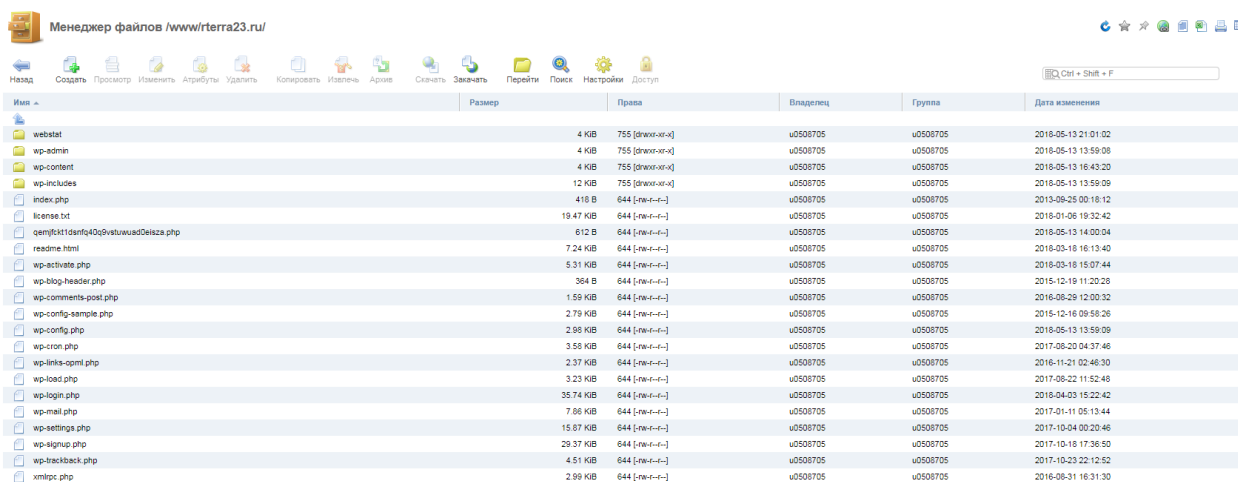 Менеджер файлов /www/rterra23.ru/
Назад Создать Просмотр Изменить Атрибуты Удалить Копировать Извлечь Архив Скачать Закачать Перейти Поиск Настройки Доступ Ctrl + Shift + F
Имя Размер Права Владелец Группа Дата изменения
webstat 4 KiB 755 [drwxr-xr-x] u0508705 u0508705 2018-05-13 21:01:02
wp-admin 4 KiB 755 [drwxr-xr-x] u0508705 u0508705 2018-05-13 13:59:08
wp-content 4 KiB 755 [drwxr-xr-x] u0508705 u0508705 2018-05-13 16:43:20
wp-includes 12 KiB 755 [drwxr-xr-x] u0508705 u0508705 2018-05-13 13:59:09
index.php 418 B 644 [-rw-r--r--] u0508705 u0508705 2013-09-25 00:18:12
license.txt 19.47 KiB 644 [-rw-r--r--] u0508705 u0508705 2018-01-06 19:32:42
qemjfckt1dsnfq40q9vstuwuad0eisza.php 612 B 644 [-rw-r--r--] u0508705 u0508705 2018-05-13 14:00:04
readme.html 7.24 KiB 644 [-rw-r--r--] u0508705 u0508705 2018-03-18 16:13:40
wp-activate.php 5.31 KiB 644 [-rw-r--r--] u0508705 u0508705 2018-03-18 15:07:44
wp-blog-header.php 364 B 644 [-rw-r--r--] u0508705 u0508705 2015-12-19 11:20:28
wp-comments-post.php 1.59 KiB 644 [-rw-r--r--] u0508705 u0508705 2016-08-29 12:00:32
wp-config-sample.php 2.79 KiB 644 [-rw-r--r--] u0508705 u0508705 2015-12-16 09:58:26
wp-config.php 2.98 KiB 644 [-rw-r--r--] u0508705 u0508705 2018-05-13 13:59:09
wp-cron.php 3.58 KiB 644 [-rw-r--r--] u0508705 u0508705 2017-08-20 04:37:46
wp-links-opml.php 2.37 KiB 644 [-rw-r--r--] u0508705 u0508705 2016-11-21 02:46:30
wp-load.php 3.23 KiB 644 [-rw-r--r--] u0508705 u0508705 2017-08-22 11:52:48
wp-login.php 35.74 KiB 644 [-rw-r--r--] u0508705 u0508705 2018-04-03 15:22:42
wp-mail.php 7.86 KiB 644 [-rw-r--r--] u0508705 u0508705 2017-01-11 05:13:44
wp-settings.php 15.87 KiB 644 [-rw-r--r--] u0508705 u0508705 2017-10-04 00:20:46
wp-signup.php 29.37 KiB 644 [-rw-r--r--] u0508705 u0508705 2017-10-18 17:36:50
wp-trackback.php 4.51 KiB 644 [-rw-r--r--] u0508705 u0508705 2017-10-23 22:12:52
xmlrpc.php 2.99 KiB 644 [-rw-r--r--] u0508705 u0508705 2016-08-31 16:31:30